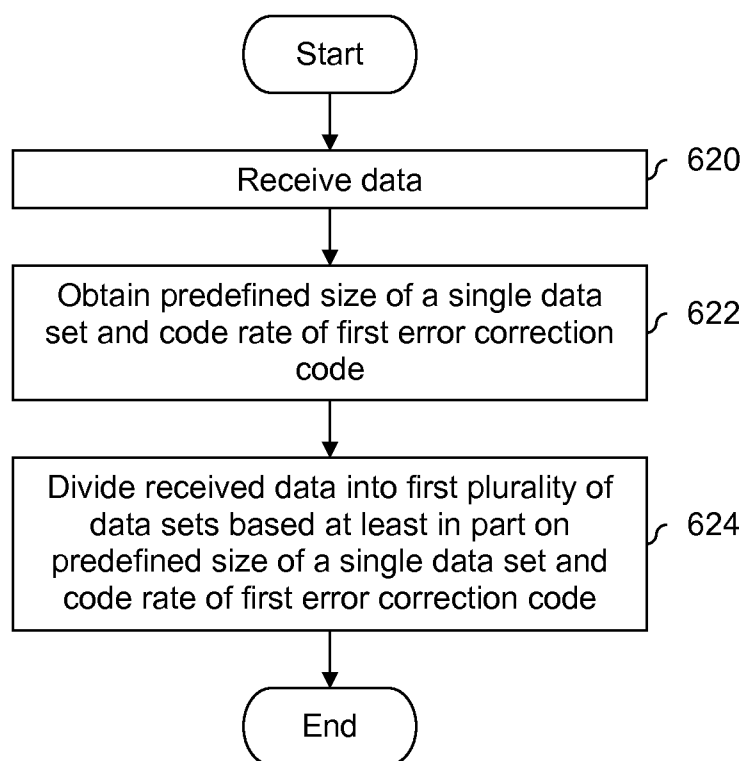 Start
Receive data
620
Obtain predefined size of a single data
set and code rate of first error correction
code
622
Divide received data into first plurality of
data sets based at least in part on
predefined size of a single data set and
code rate of first error correction code
624
End